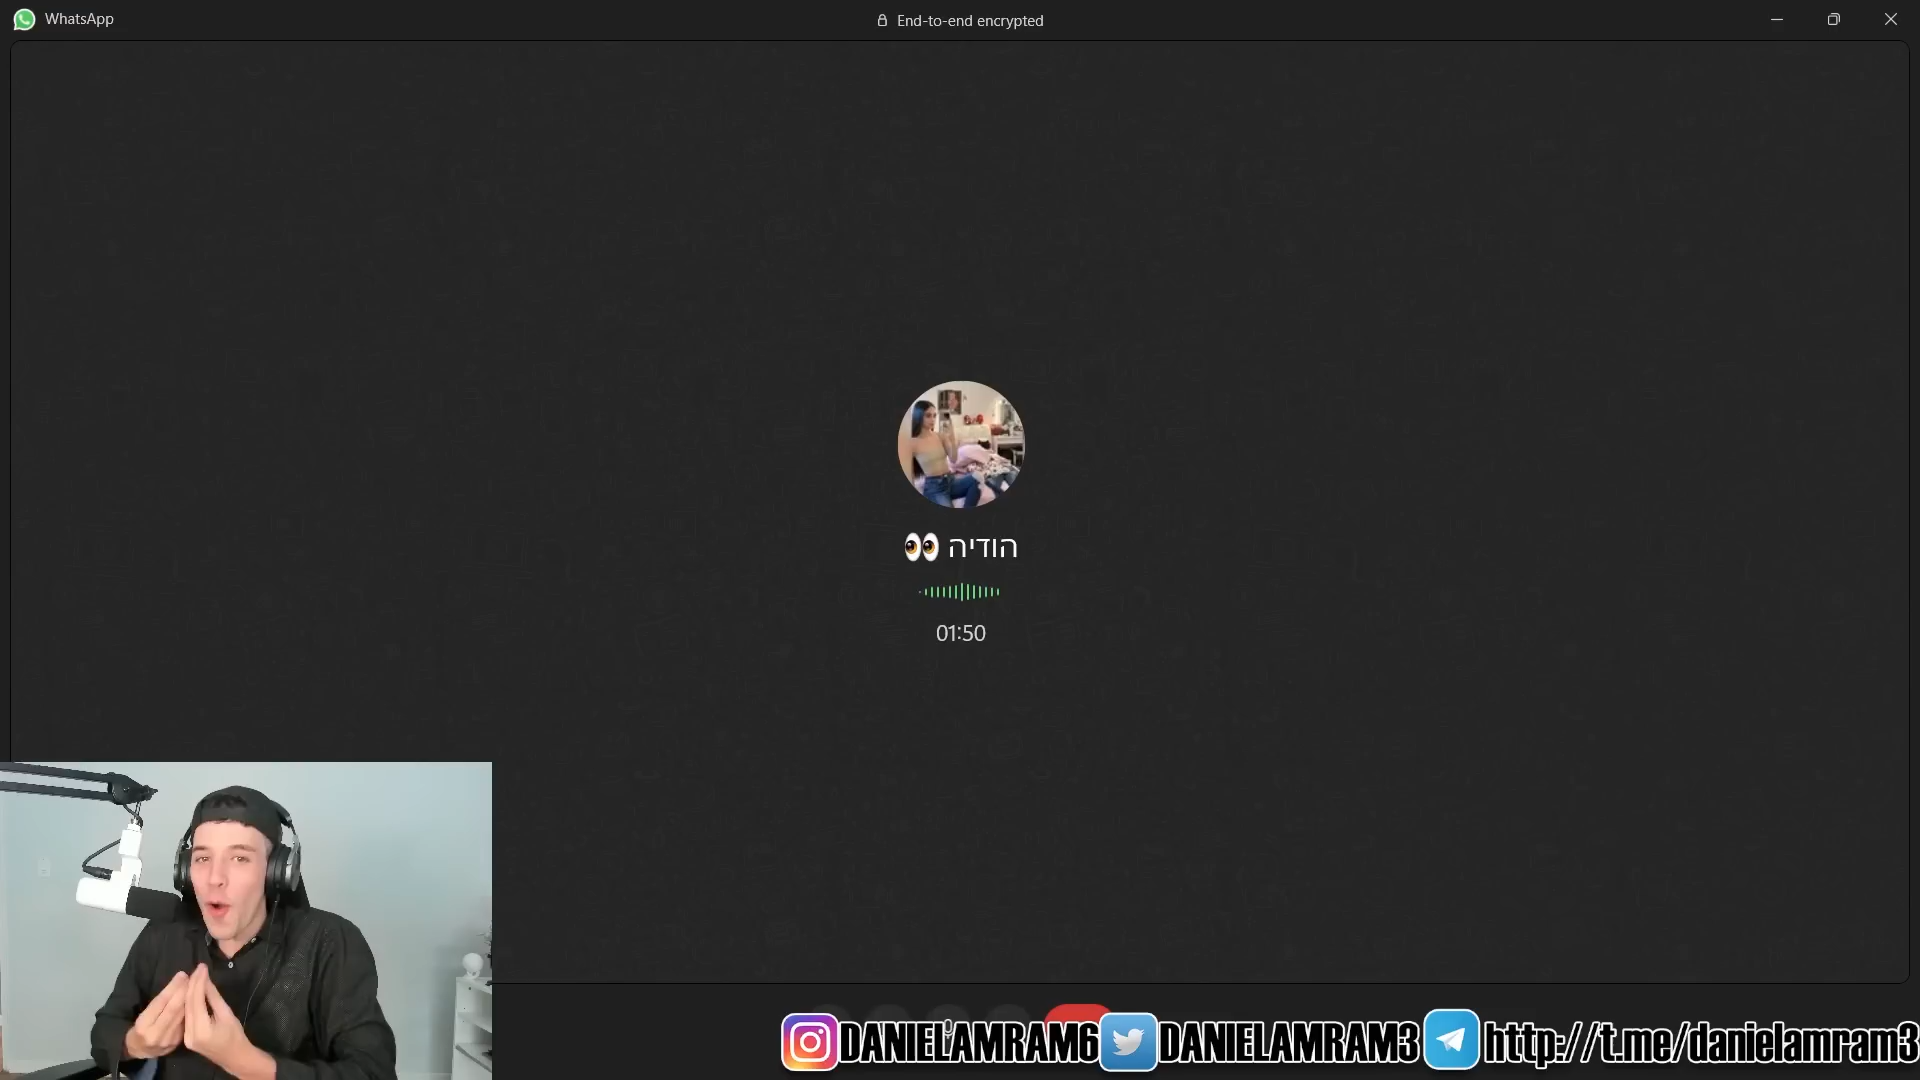 WhatsApp
End-to-end encrypted
הודיה 👀
01:50
DANIELAMRAM6 DANIELAMRAM3 http://t.me/danielamram3